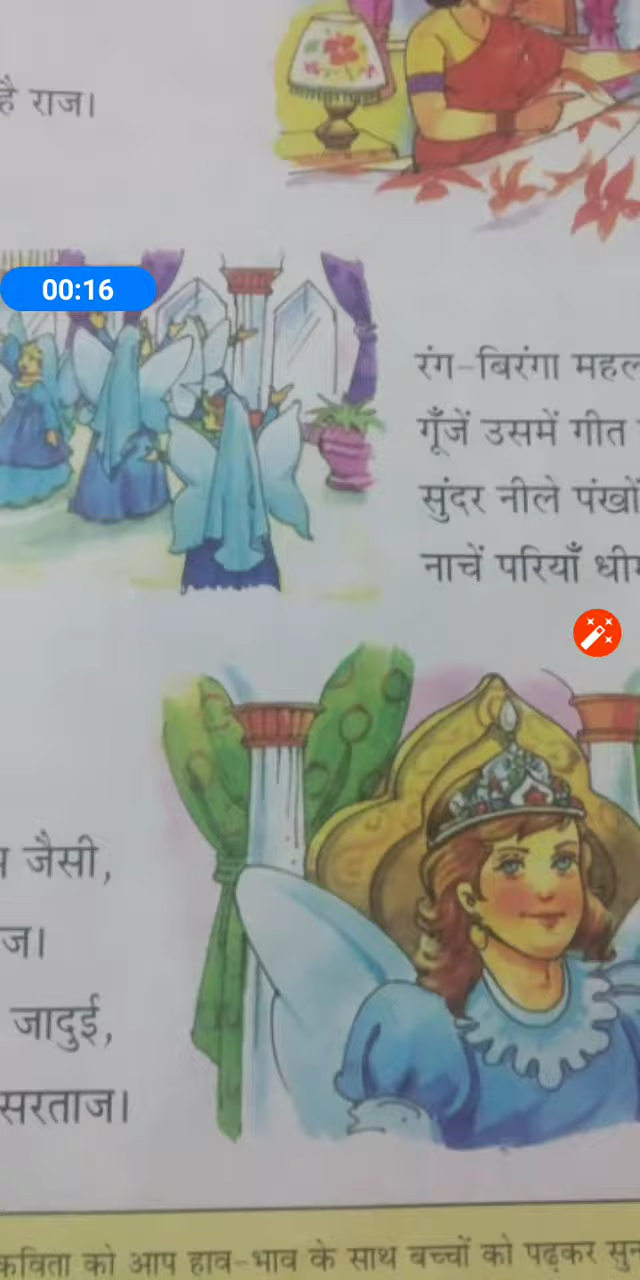 है राज।
00:16
रंग-बिरंगा महल
गूँजें उसमें गीत
सुंदर नीले पंखों
नाचें परियाँ
जैसी,
जादुई,
सरताज।
कविता को आप हाव-भाव के साथ बच्चों को पढ़कर